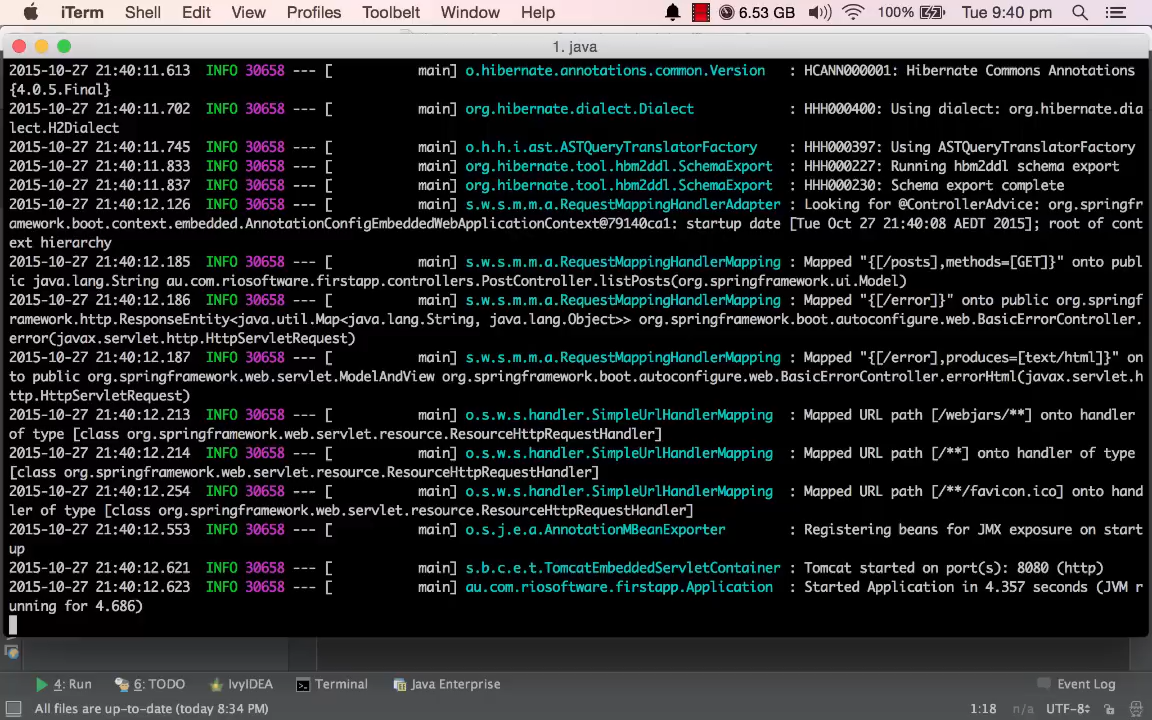 iTerm Shell Edit View Profiles Toolbelt Window Help 6.53 GB 100% Tue 9:40 pm
1. java
2015-10-27 21:40:11.613 INFO 30658 --- [ main] o.hibernate.annotations.common.Version : HCANN000001: Hibernate Commons Annotations
{4.0.5.Final}
2015-10-27 21:40:11.702 INFO 30658 --- [ main] org.hibernate.dialect.Dialect : HHH000400: Using dialect: org.hibernate.dia
lect.H2Dialect
2015-10-27 21:40:11.745 INFO 30658 --- [ main] o.h.h.i.ast.ASTQueryTranslatorFactory : HHH000397: Using ASTQueryTranslatorFactory
2015-10-27 21:40:11.833 INFO 30658 --- [ main] org.hibernate.tool.hbm2ddl.SchemaExport : HHH000227: Running hbm2ddl schema export
2015-10-27 21:40:11.837 INFO 30658 --- [ main] org.hibernate.tool.hbm2ddl.SchemaExport : HHH000230: Schema export complete
2015-10-27 21:40:12.126 INFO 30658 --- [ main] s.w.s.m.m.a.RequestMappingHandlerAdapter : Looking for @ControllerAdvice: org.springfr
amework.boot.context.embedded.AnnotationConfigEmbeddedWebApplicationContext@79140ca1: startup date [Tue Oct 27 21:40:08 AEDT 2015]; root of cont
ext hierarchy
2015-10-27 21:40:12.185 INFO 30658 --- [ main] s.w.s.m.m.a.RequestMappingHandlerMapping : Mapped "{[/posts],methods=[GET]}" onto publ
ic java.lang.String au.com.riosoftware.firstapp.controllers.PostController.listPosts(org.springframework.ui.Model)
2015-10-27 21:40:12.186 INFO 30658 --- [ main] s.w.s.m.m.a.RequestMappingHandlerMapping : Mapped "{[/error]}" onto public org.springf
ramework.http.ResponseEntity<java.util.Map<java.lang.String, java.lang.Object>> org.springframework.boot.autoconfigure.web.BasicErrorController.
error(javax.servlet.http.HttpServletRequest)
2015-10-27 21:40:12.187 INFO 30658 --- [ main] s.w.s.m.m.a.RequestMappingHandlerMapping : Mapped "{[/error],produces=[text/html]}" on
to public org.springframework.web.servlet.ModelAndView org.springframework.boot.autoconfigure.web.BasicErrorController.errorHtml(javax.servlet.h
ttp.HttpServletRequest)
2015-10-27 21:40:12.213 INFO 30658 --- [ main] o.s.w.s.handler.SimpleUrlHandlerMapping : Mapped URL path [/webjars/**] onto handler
of type [class org.springframework.web.servlet.resource.ResourceHttpRequestHandler]
2015-10-27 21:40:12.214 INFO 30658 --- [ main] o.s.w.s.handler.SimpleUrlHandlerMapping : Mapped URL path [/**] onto handler of type
[class org.springframework.web.servlet.resource.ResourceHttpRequestHandler]
2015-10-27 21:40:12.254 INFO 30658 --- [ main] o.s.w.s.handler.SimpleUrlHandlerMapping : Mapped URL path [/**/favicon.ico] onto hand
ler of type [class org.springframework.web.servlet.resource.ResourceHttpRequestHandler]
2015-10-27 21:40:12.553 INFO 30658 --- [ main] o.s.j.e.a.AnnotationMBeanExporter : Registering beans for JMX exposure on start
up
2015-10-27 21:40:12.621 INFO 30658 --- [ main] s.b.c.e.t.TomcatEmbeddedServletContainer : Tomcat started on port(s): 8080 (http)
2015-10-27 21:40:12.623 INFO 30658 --- [ main] au.com.riosoftware.firstapp.Application : Started Application in 4.357 seconds (JVM r
unning for 4.686)
4: Run 6: TODO IvyIDEA Terminal Java Enterprise Event Log
All files are up-to-date (today 8:34 PM) 1:18 n/a UTF-8